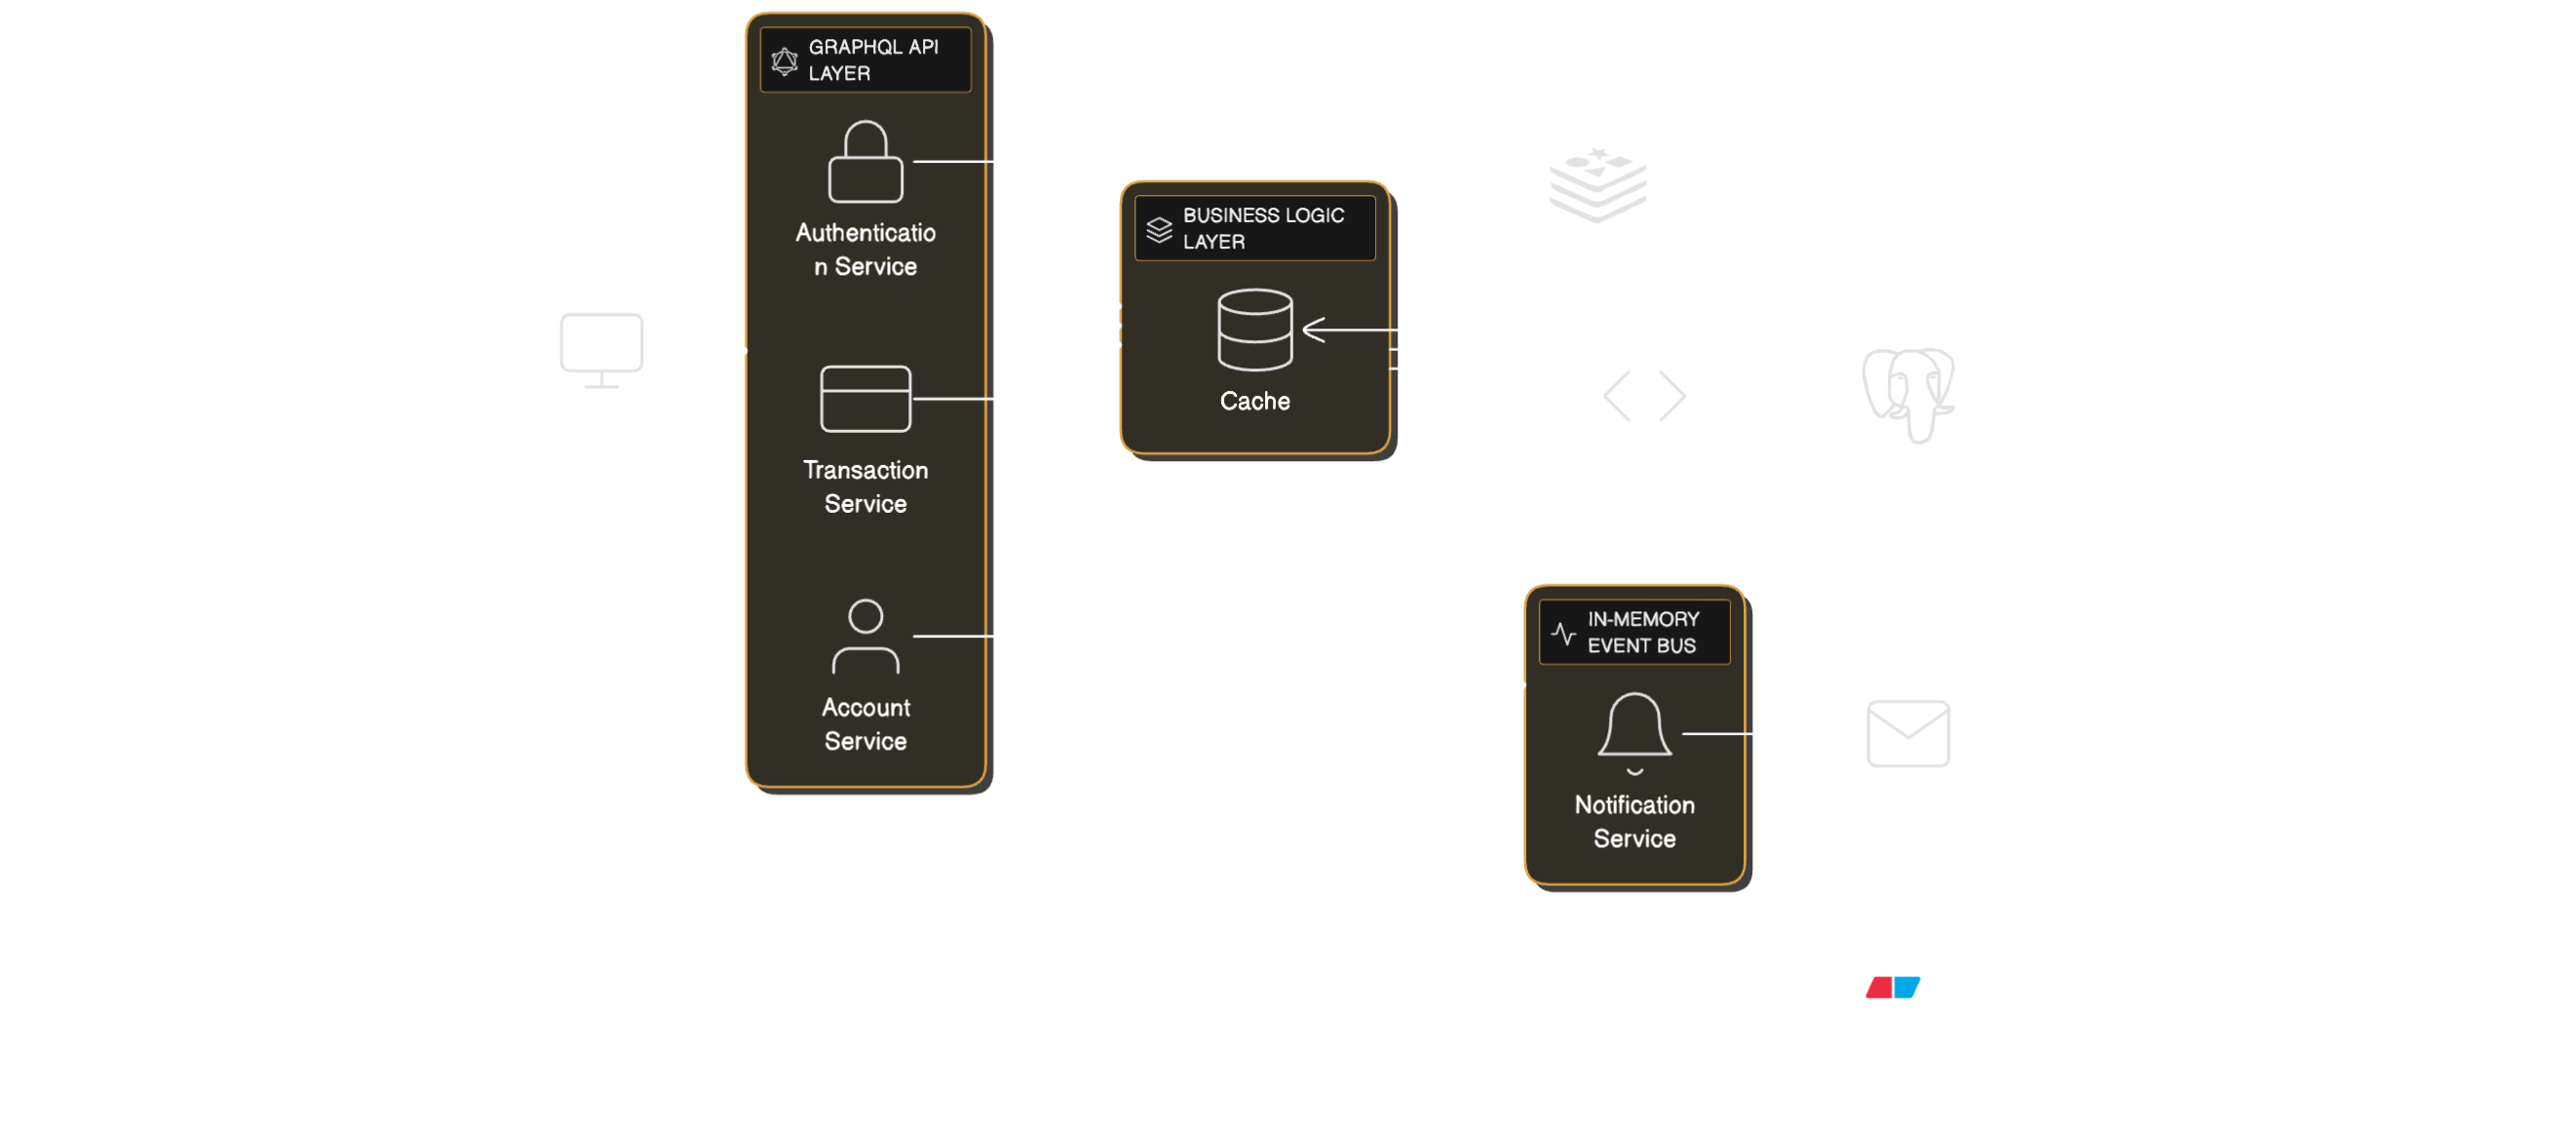 GRAPHQL API
LAYER
Authenticatio
n Service
Transaction
Service
Account
Service
BUSINESS LOGIC
LAYER
Cache
IN-MEMORY
EVENT BUS
Notification
Service